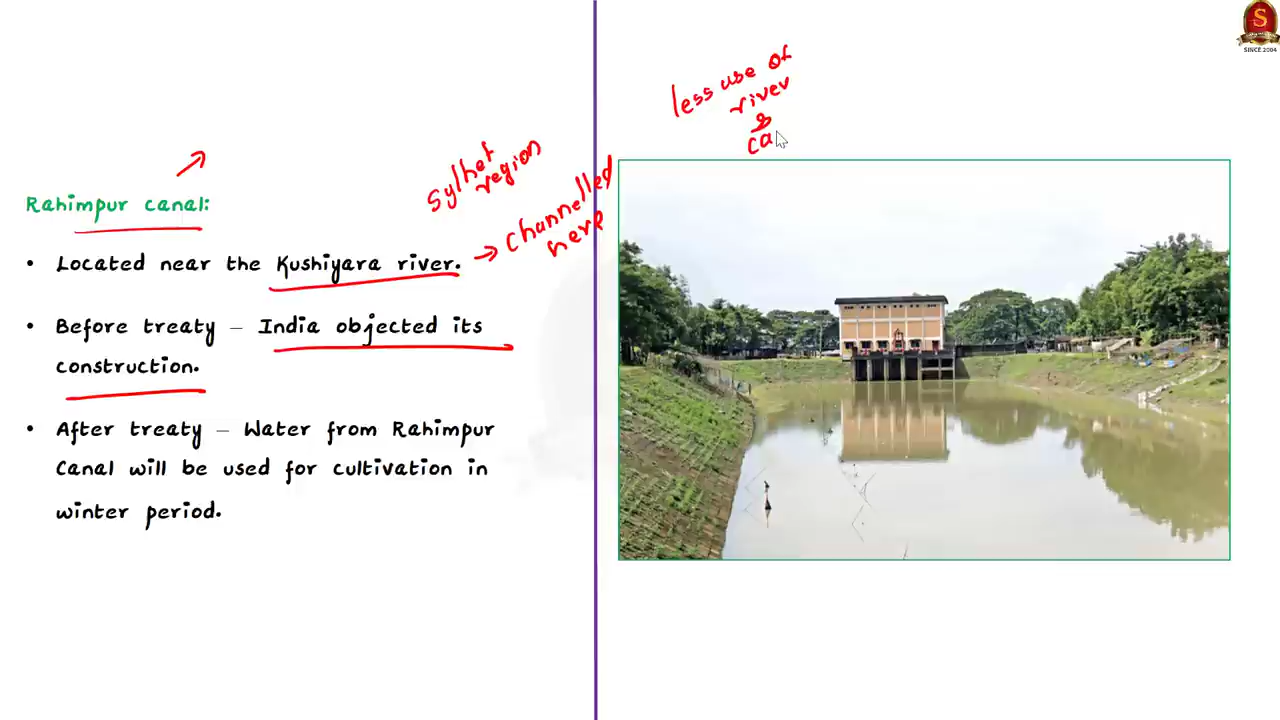 S
SINCE 2004
less use of
river
&
ca
Sylhet
region
Rahimpur canal:
Channelled
here
• Located near the Kushiyara river.
• Before treaty – India objected its
construction.
• After treaty – Water from Rahimpur
Canal will be used for cultivation in
winter period.